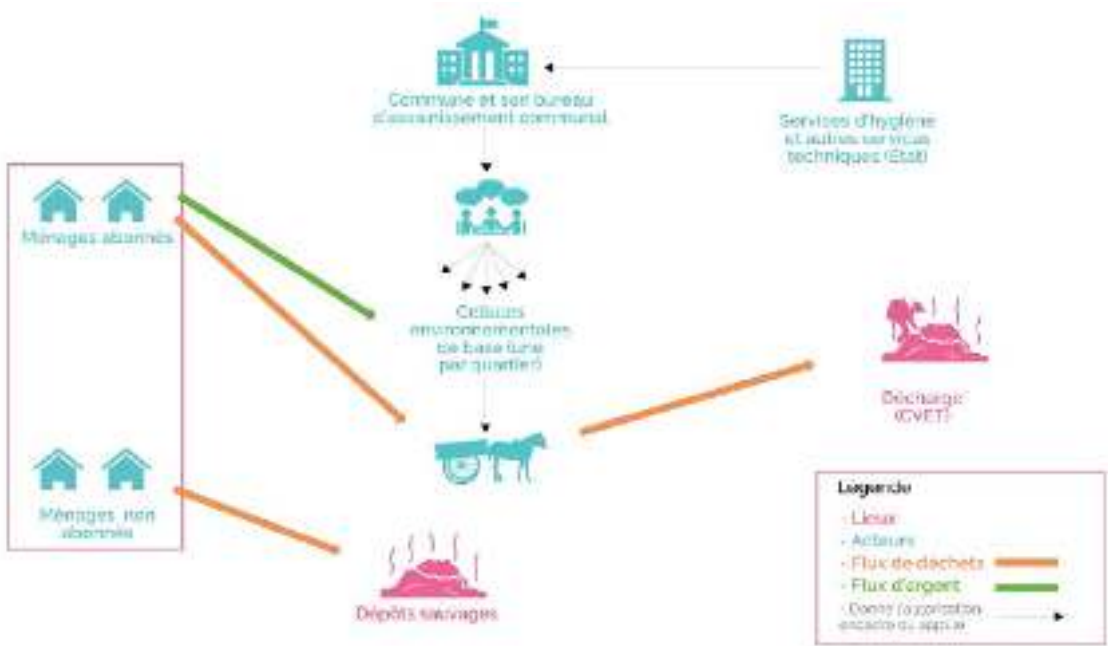 Commune et son bureau
d'assainissement communal
Services d'hygiène
et autres services
techniques (État)
Ménages abonnés
Cellules
environnementales
de base (une
par quartier)
Décharge
(CVET)
Ménages non
abonnés
Dépôts sauvages
Légende
- Lieux
- Acteurs
- Flux de déchets
- Flux d'argent
- Donne l'autorisation
encadre ou appuie